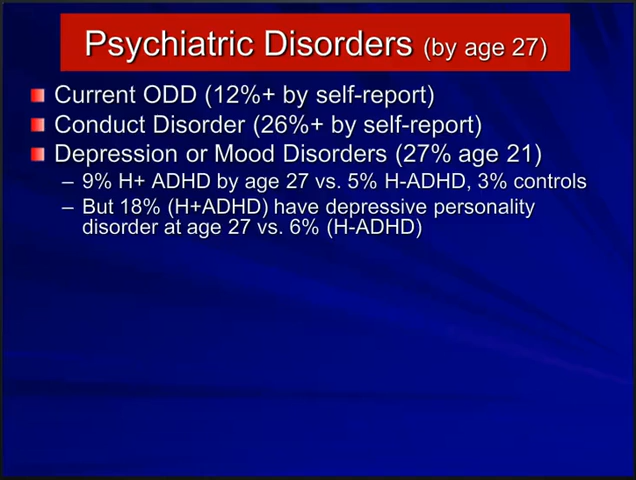 Psychiatric Disorders (by age 27)
Current ODD (12%+ by self-report)
Conduct Disorder (26%+ by self-report)
Depression or Mood Disorders (27% age 21)
– 9% H+ ADHD by age 27 vs. 5% H-ADHD, 3% controls
– But 18% (H+ADHD) have depressive personality
disorder at age 27 vs. 6% (H-ADHD)